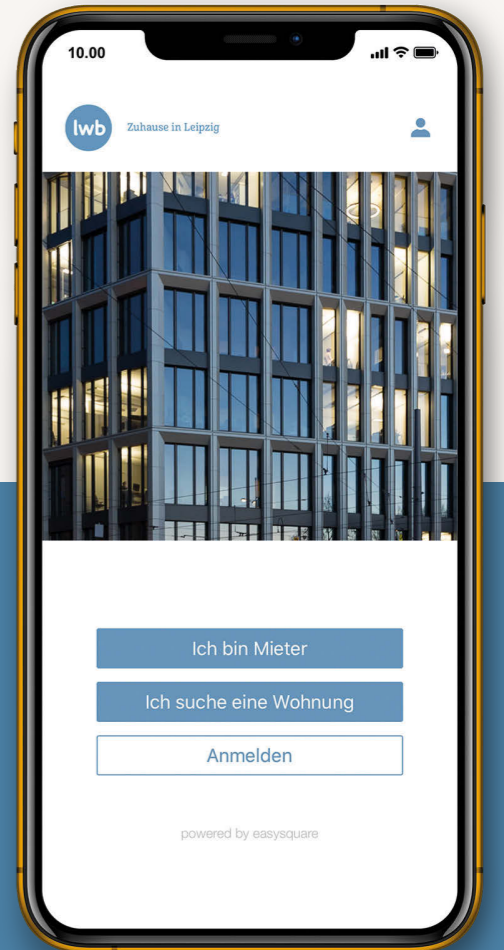 10.00
lwb
Zuhause in Leipzig
Ich bin Mieter
Ich suche eine Wohnung
Anmelden
powered by easysquare